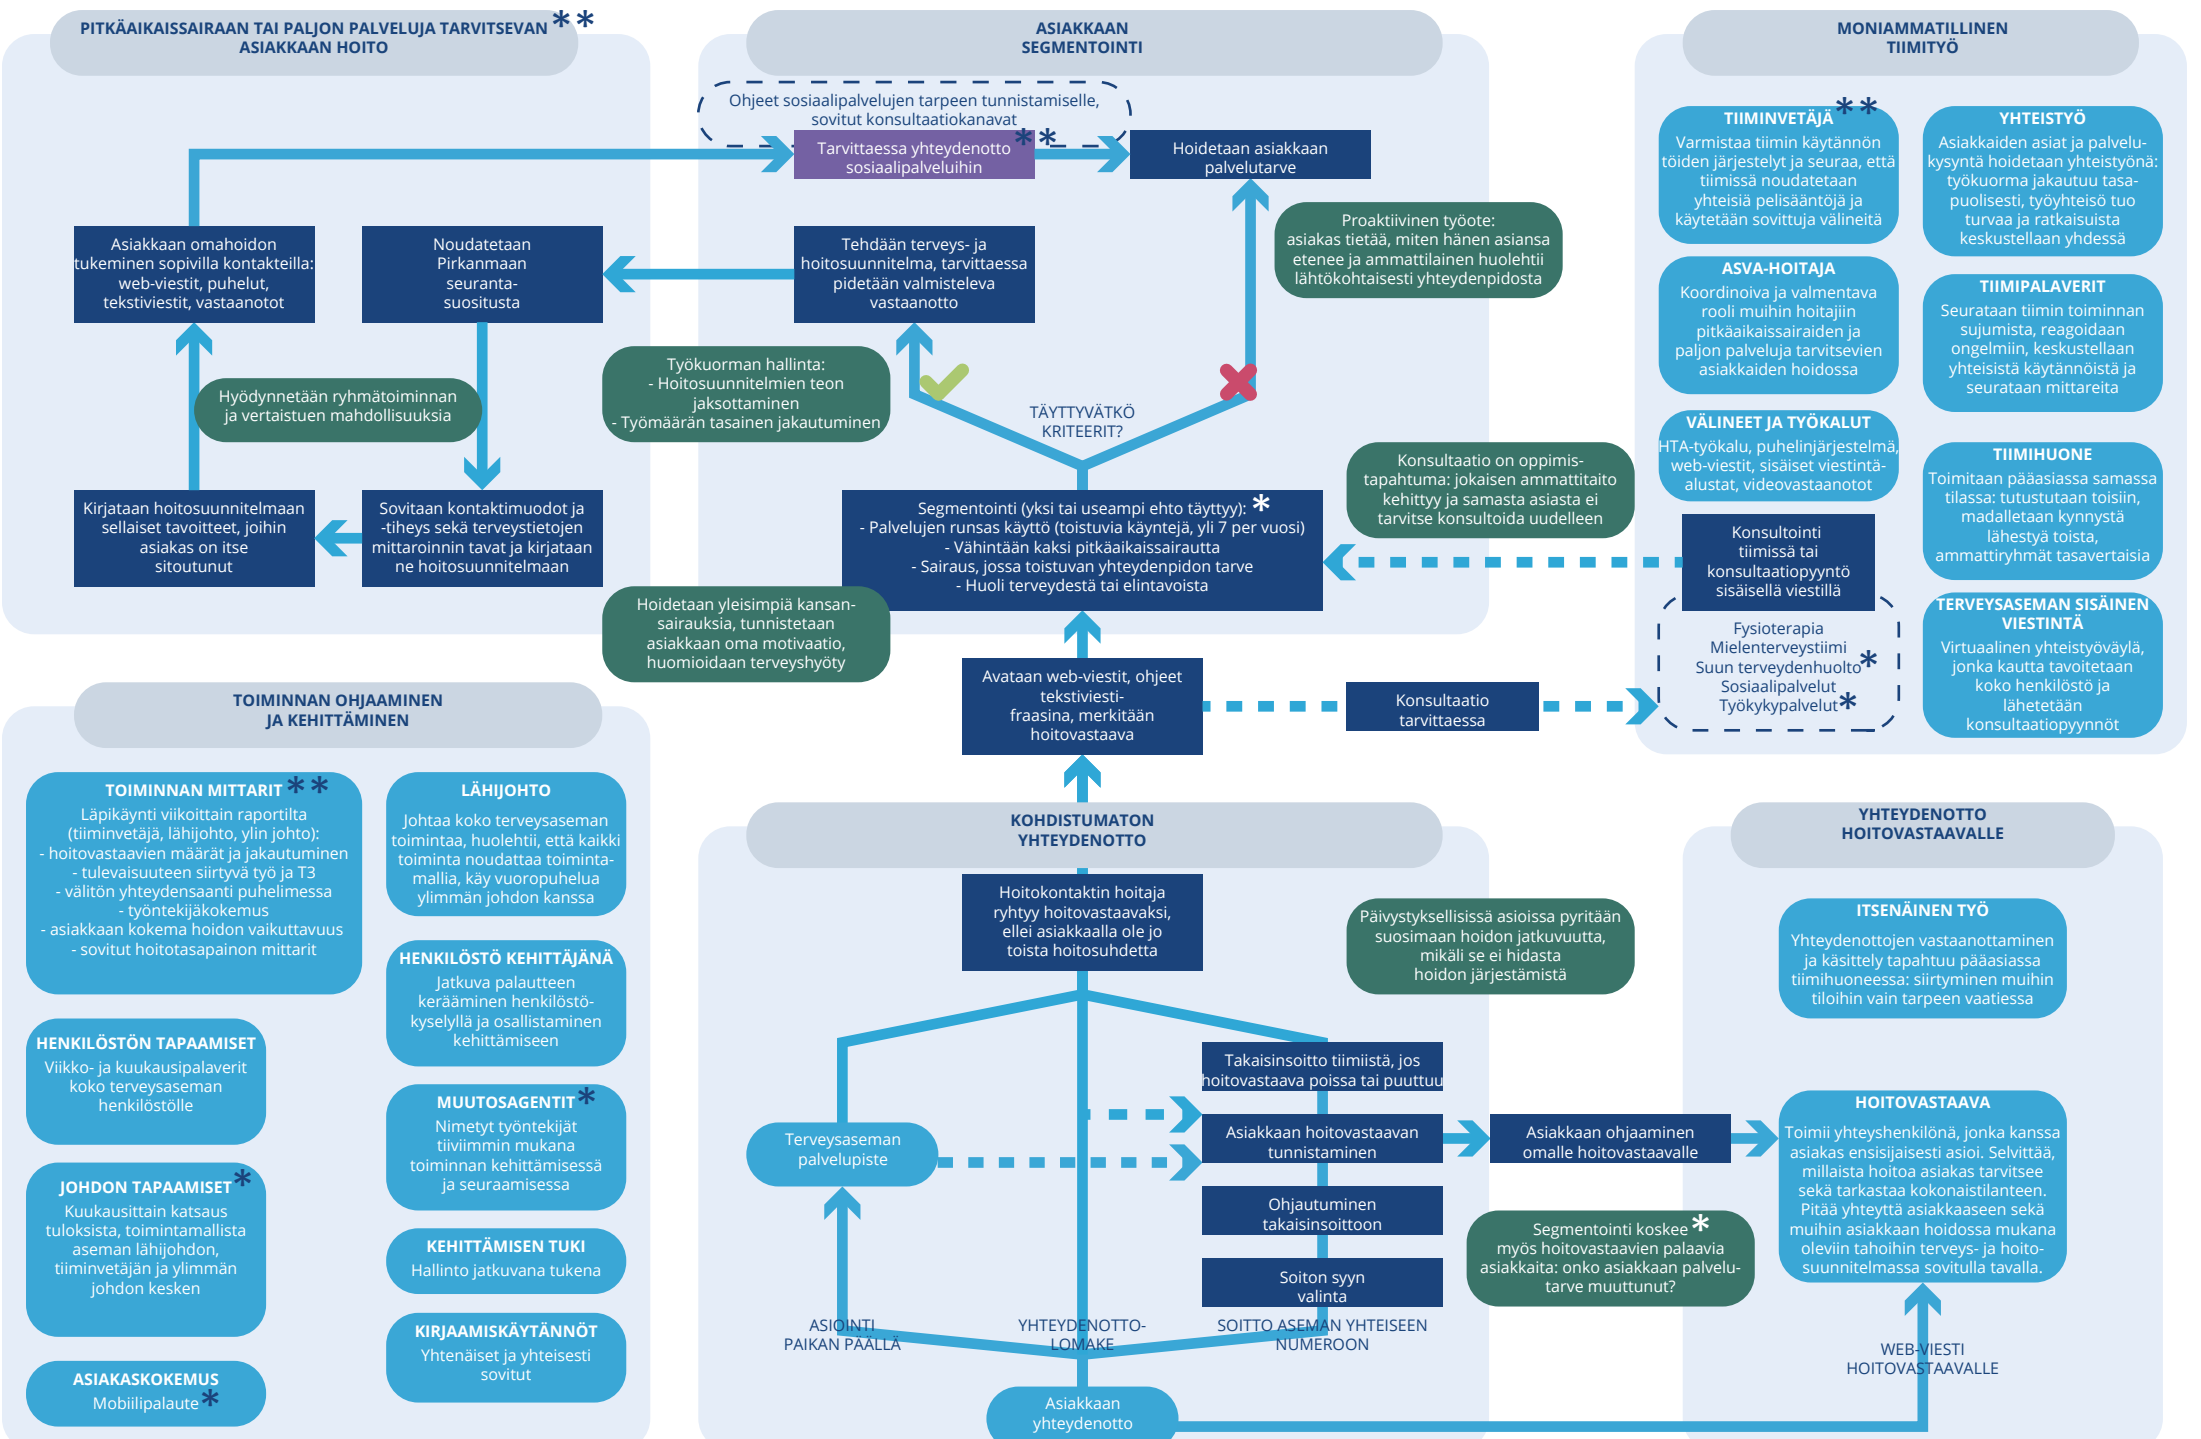 PITKÄAIKAISSAIRAAN TAI PALJON PALVELUJA TARVITSEVAN **
ASIAKKAAN HOITO
Asiakkaan omahoidon
tukeminen sopivilla kontakteilla:
web-viestit, puhelut,
tekstiviestit, vastaanotot
Noudatetaan
Pirkanmaan
seuranta-
suositusta
Hyödynnetään ryhmätoiminnan
ja vertaistuen mahdollisuuksia
Kirjataan hoitosuunnitelmaan
sellaiset tavoitteet, joihin
asiakas on itse
sitoutunut
Sovitaan kontaktimuodot ja
-tiheys sekä terveystietojen
mittaroinnin tavat ja kirjataan
ne hoitosuunnitelmaan
ASIAKKAAN
SEGMENTOINTI
Ohjeet sosiaalipalvelujen tarpeen tunnistamiselle,
sovitut konsultaatiokanavat
Tarvittaessa yhteydenotto **
sosiaalipalveluihin
Hoidetaan asiakkaan
palvelutarve
Tehdään terveys- ja
hoitosuunnitelma, tarvittaessa
pidetään valmisteleva
vastaanotto
Proaktiivinen työote:
asiakas tietää, miten hänen asiansa
etenee ja ammattilainen huolehtii
lähtökohtaisesti yhteydenpidosta
Työkuorman hallinta:
- Hoitosuunnitelmien teon
jaksottaminen
- Työmäärän tasainen jakautuminen
TÄYTTYVÄTKÖ
KRITEERIT?
Konsultaatio on oppimis-
tapahtuma: jokaisen ammattitaito
kehittyy ja samasta asiasta ei
tarvitse konsultoida uudelleen
Segmentointi (yksi tai useampi ehto täyttyy): *
- Palvelujen runsas käyttö (toistuvia käyntejä, yli 7 per vuosi)
- Vähintään kaksi pitkäaikaissairautta
- Sairaus, jossa toistuvan yhteydenpidon tarve
- Huoli terveydestä tai elintavoista
Hoidetaan yleisimpiä kansan-
sairauksia, tunnistetaan
asiakkaan oma motivaatio,
huomioidaan terveyshyöty
Avataan web-viestit, ohjeet
tekstiviesti-
fraasina, merkitään
hoitovastaava
Konsultaatio
tarvittaessa
MONIAMMATILLINEN
TIIMITYÖ
TIIMINVETÄJÄ **
Varmistaa tiimin käytännön
töiden järjestelyt ja seuraa, että
tiimissä noudatetaan
yhteisiä pelisääntöjä ja
käytetään sovittuja välineitä
YHTEISTYÖ
Asiakkaiden asiat ja palvelu-
kysyntä hoidetaan yhteistyönä:
työkuorma jakautuu tasa-
puolisesti, työyhteisö tuo
turvaa ja ratkaisuista
keskustellaan yhdessä
ASVA-HOITAJA
Koordinoiva ja valmentava
rooli muihin hoitajiin
pitkäaikaissairaiden ja
paljon palveluja tarvitsevien
asiakkaiden hoidossa
TIIMIPALAVERIT
Seurataan tiimin toiminnan
sujumista, reagoidaan
ongelmiin, keskustellaan
yhteisistä käytännöistä ja
seurataan mittareita
VÄLINEET JA TYÖKALUT
HTA-työkalu, puhelinjärjestelmä,
web-viestit, sisäiset viestintä-
alustat, videovastaanotot
TIIMIHUONE
Toimitaan pääasiassa samassa
tilassa: tutustutaan toisiin,
madalletaan kynnystä
lähestyä toista,
ammattiryhmät tasavertaisia
Konsultointi
tiimissä tai
konsultaatiopyyntö
sisäisellä viestillä
Fysioterapia
Mielenterveystiimi
Suun terveydenhuolto *
Sosiaalipalvelut
Työkykypalvelut *
TERVEYSASEMAN SISÄINEN
VIESTINTÄ
Virtuaalinen yhteistyöväylä,
jonka kautta tavoitetaan
koko henkilöstö ja
lähetetään
konsultaatiopyynnöt
TOIMINNAN OHJAAMINEN
JA KEHITTÄMINEN
TOIMINNAN MITTARIT **
Läpikäynti viikoittain raportilta
(tiiminvetäjä, lähijohto, ylin johto):
- hoitovastaavien määrät ja jakautuminen
- tulevaisuuteen siirtyvä työ ja T3
- välitön yhteydensaanti puhelimessa
- työntekijäkokemus
- asiakkaan kokema hoidon vaikuttavuus
- sovitut hoitotasapainon mittarit
LÄHIJOHTO
Johtaa koko terveysaseman
toimintaa, huolehtii, että kaikki
toiminta noudattaa toiminta-
mallia, käy vuoropuhelua
ylimmän johdon kanssa
HENKILÖSTÖ KEHITTÄJÄNÄ
Jatkuva palautteen
kerääminen henkilöstö-
kyselyllä ja osallistaminen
kehittämiseen
HENKILÖSTÖN TAPAAMISET
Viikko- ja kuukausipalaverit
koko terveysaseman
henkilöstölle
MUUTOSAGENTIT *
Nimetyt työntekijät
tiiviimmin mukana
toiminnan kehittämisessä
ja seuraamisessa
JOHDON TAPAAMISET *
Kuukausittain katsaus
tuloksista, toimintamallista
aseman lähijohdon,
tiiminvetäjän ja ylimmän
johdon kesken
KEHITTÄMISEN TUKI
Hallinto jatkuvana tukena
KIRJAAMISKÄYTÄNNÖT
Yhtenäiset ja yhteisesti
sovitut
ASIAKASKOKEMUS
Mobiilipalaute *
KOHDISTUMATON
YHTEYDENOTTO
Hoitokontaktin hoitaja
ryhtyy hoitovastaavaksi,
ellei asiakkaalla ole jo
toista hoitosuhdetta
Päivystyksellisissä asioissa pyritään
suosimaan hoidon jatkuvuutta,
mikäli se ei hidasta
hoidon järjestämistä
Takaisinsoitto tiimistä, jos
hoitovastaava poissa tai puuttuu
Terveysaseman
palvelupiste
Asiakkaan hoitovastaavan
tunnistaminen
Asiakkaan ohjaaminen
omalle hoitovastaavalle
Ohjautuminen
takaisinsoittoon
Segmentointi koskee *
myös hoitovastaavien palaavia
asiakkaita: onko asiakkaan palvelu-
tarve muuttunut?
Soiton syyn
valinta
ASIOINTI
PAIKAN PÄÄLLÄ
YHTEYDENOTTO-
LOMAKE
SOITTO ASEMAN YHTEISEEN
NUMEROON
Asiakkaan
yhteydenotto
YHTEYDENOTTO
HOITOVASTAAVALLE
ITSENÄINEN TYÖ
Yhteydenottojen vastaanottaminen
ja käsittely tapahtuu pääasiassa
tiimihuoneessa: siirtyminen muihin
tiloihin vain tarpeen vaatiessa
HOITOVASTAAVA
Toimii yhteyshenkilönä, jonka kanssa
asiakas ensisijaisesti asioi. Selvittää,
millaista hoitoa asiakas tarvitsee
sekä tarkastaa kokonaistilanteen.
Pitää yhteyttä asiakkaaseen sekä
muihin asiakkaan hoidossa mukana
oleviin tahoihin terveys- ja hoito-
suunnitelmassa sovitulla tavalla.
WEB-VIESTI
HOITOVASTAAVALLE